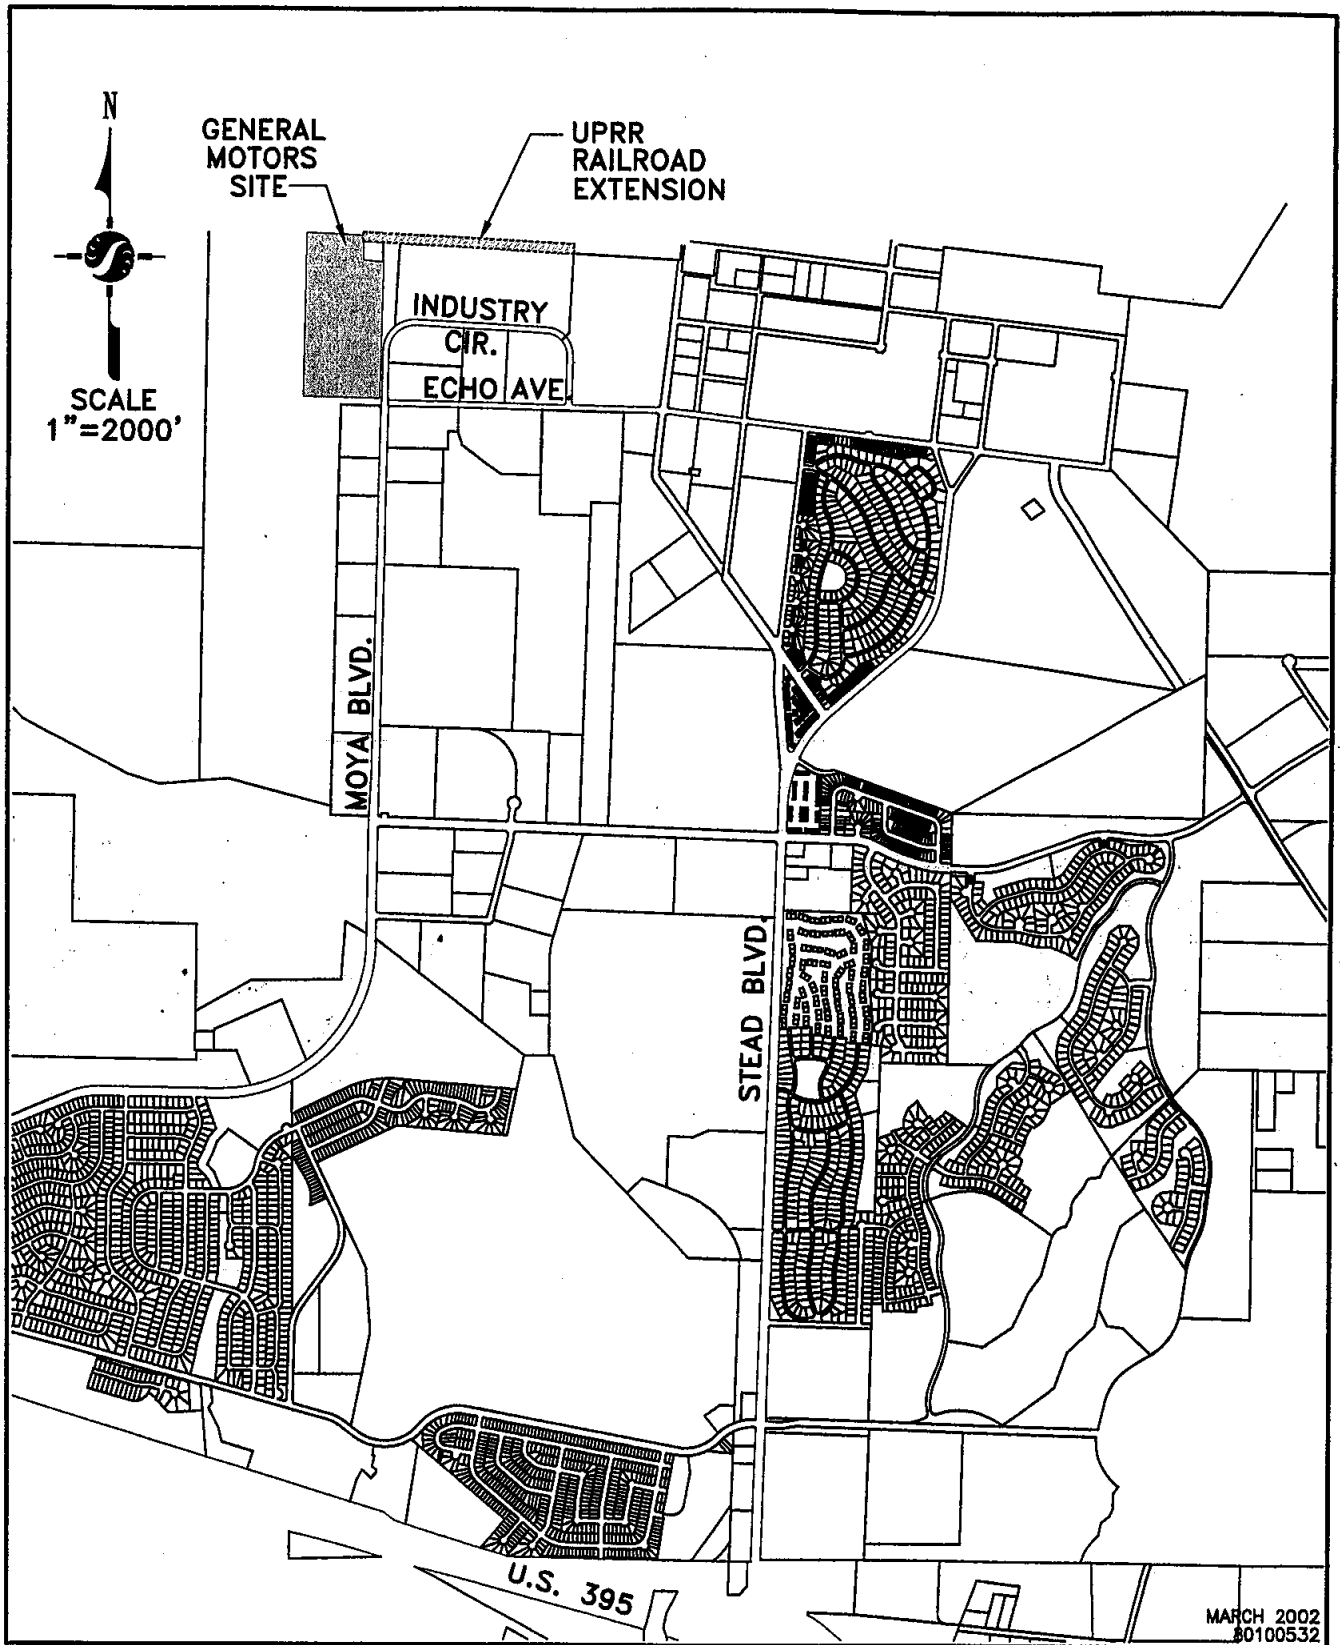 N
GENERAL
MOTORS
SITE
UPRR
RAILROAD
EXTENSION
INDUSTRY
CIR.
ECHO AVE.
SCALE
1"=2000'
MOYA BLVD.
STEAD BLVD.
U.S. 395
MARCH 2002
80100532